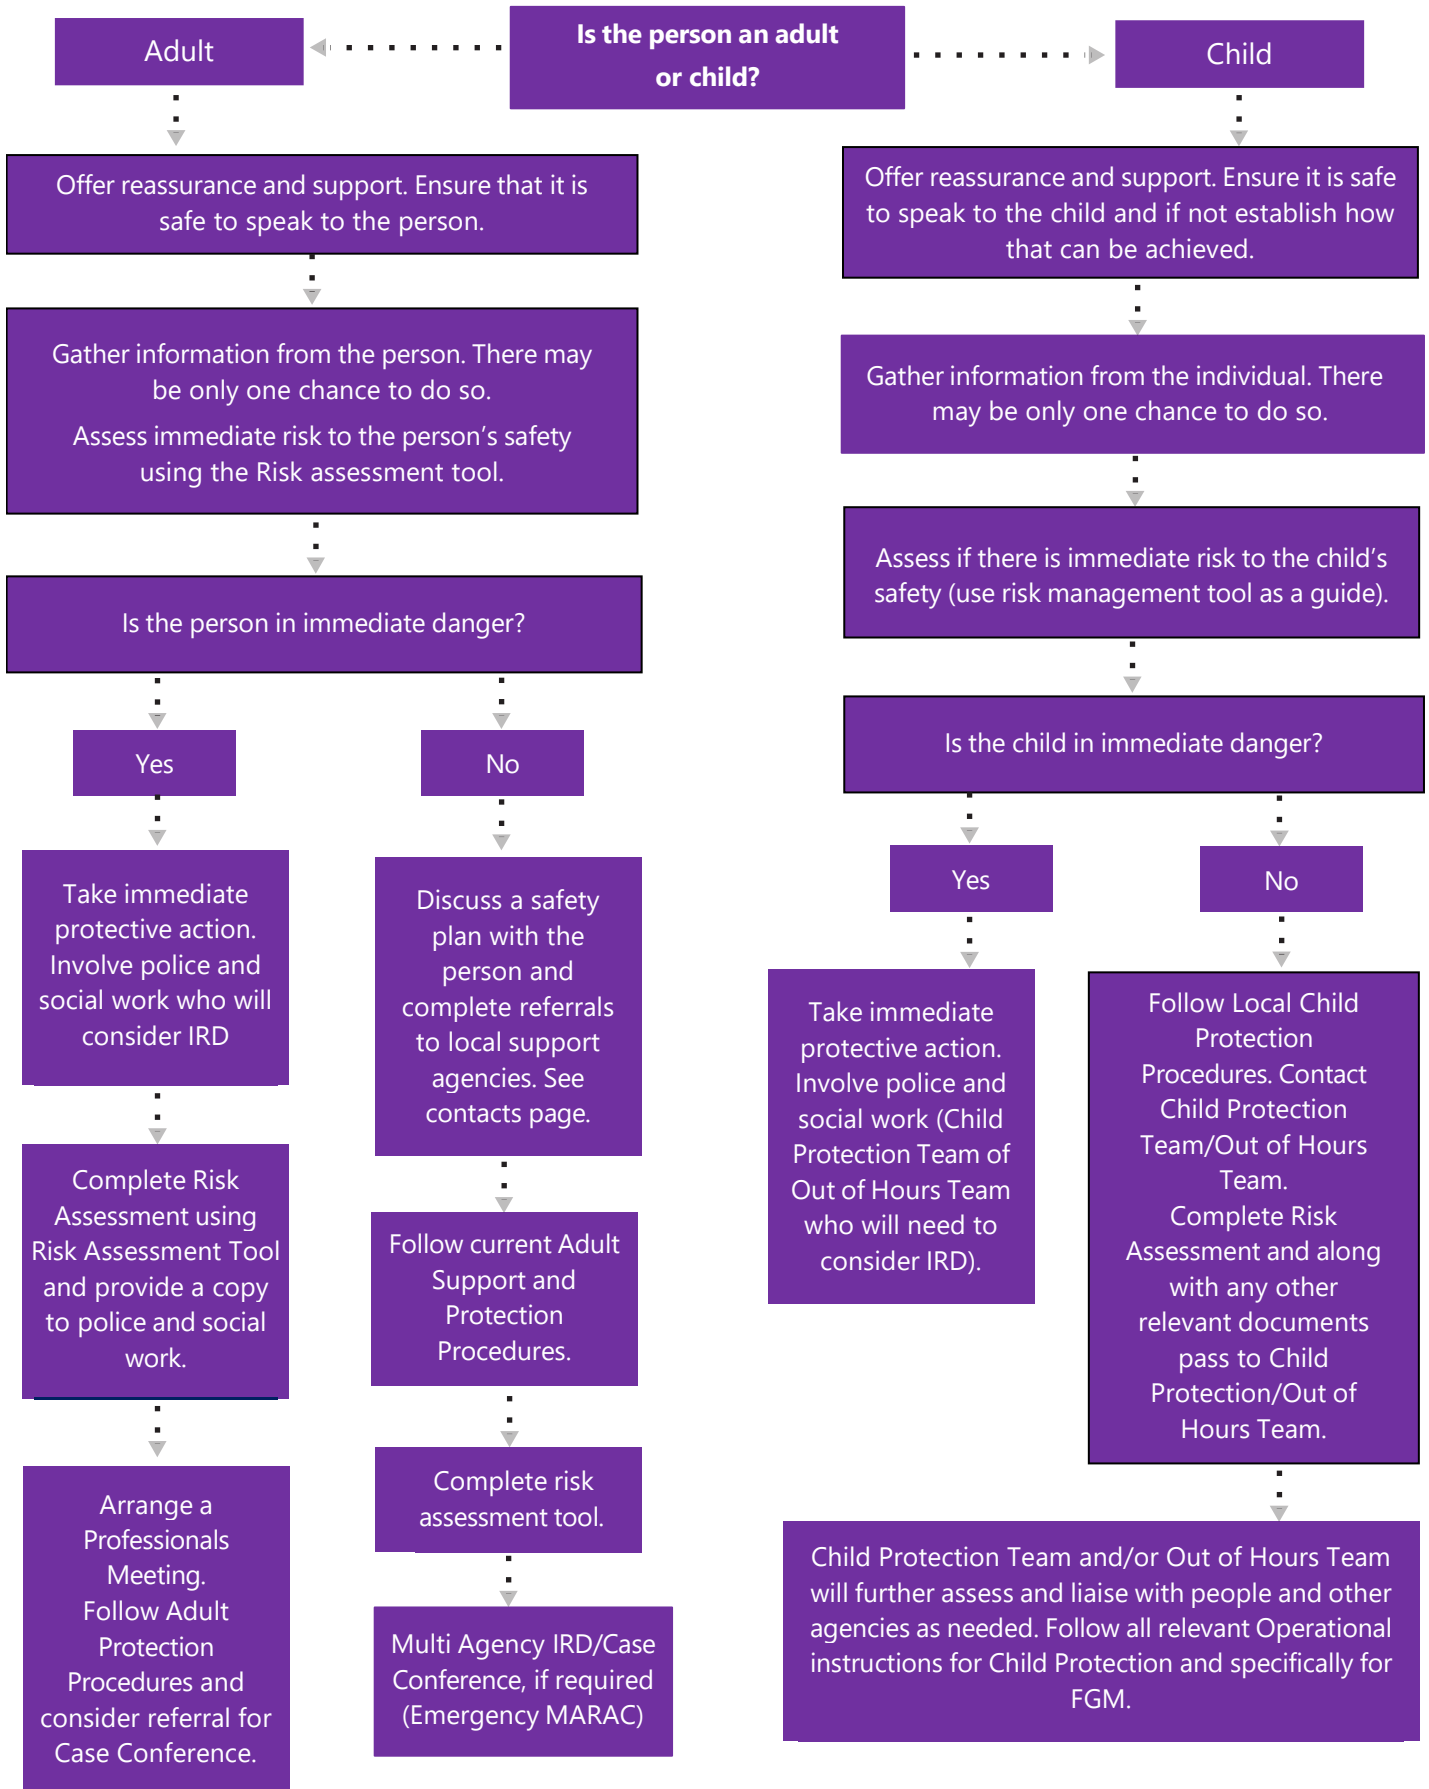 Is the person an adult
or child?
Adult
Child
Offer reassurance and support. Ensure that it is
safe to speak to the person.
Gather information from the person. There may
be only one chance to do so.
Assess immediate risk to the person's safety
using the Risk assessment tool.
Is the person in immediate danger?
Yes
Take immediate
protective action.
Involve police and
social work who will
consider IRD
Complete Risk
Assessment using
Risk Assessment Tool
and provide a copy
to police and social
work.
Arrange a
Professionals
Meeting.
Follow Adult
Protection
Procedures and
consider referral for
Case Conference.
No
Discuss a safety
plan with the
person and
complete referrals
to local support
agencies. See
contacts page.
Follow current Adult
Support and
Protection
Procedures.
Complete risk
assessment tool.
Multi Agency IRD/Case
Conference, if required
(Emergency MARAC)
Offer reassurance and support. Ensure it is safe
to speak to the child and if not establish how
that can be achieved.
Gather information from the individual. There
may be only one chance to do so.
Assess if there is immediate risk to the child's
safety (use risk management tool as a guide).
Is the child in immediate danger?
Yes
Take immediate
protective action.
Involve police and
social work (Child
Protection Team of
Out of Hours Team
who will need to
consider IRD).
No
Follow Local Child
Protection
Procedures. Contact
Child Protection
Team/Out of Hours
Team.
Complete Risk
Assessment and along
with any other
relevant documents
pass to Child
Protection/Out of
Hours Team.
Child Protection Team and/or Out of Hours Team
will further assess and liaise with people and other
agencies as needed. Follow all relevant Operational
instructions for Child Protection and specifically for
FGM.